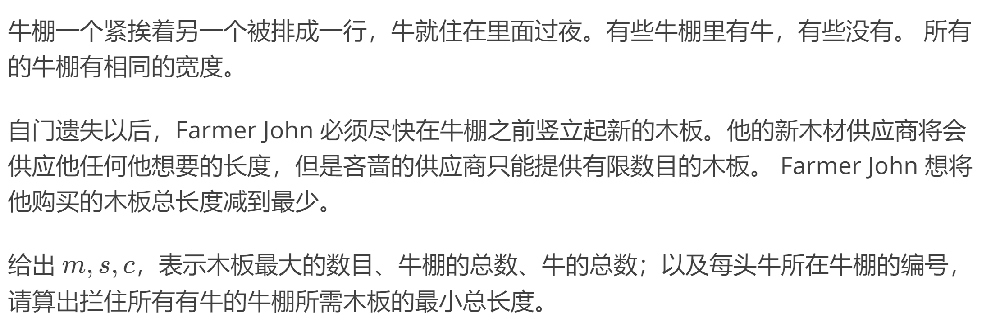 牛棚一个紧挨着另一个被排成一行，牛就住在里面过夜。有些牛棚里有牛，有些没有。 所有
的牛棚有相同的宽度。
自门遗失以后，Farmer John 必须尽快在牛棚之前竖立起新的木板。他的新木材供应商将会
供应他任何他想要的长度，但是吝啬的供应商只能提供有限数目的木板。 Farmer John 想将
他购买的木板总长度减到最少。
给出 m, s, c，表示木板最大的数目、牛棚的总数、牛的总数；以及每头牛所在牛棚的编号，
请算出拦住所有有牛的牛棚所需木板的最小总长度。